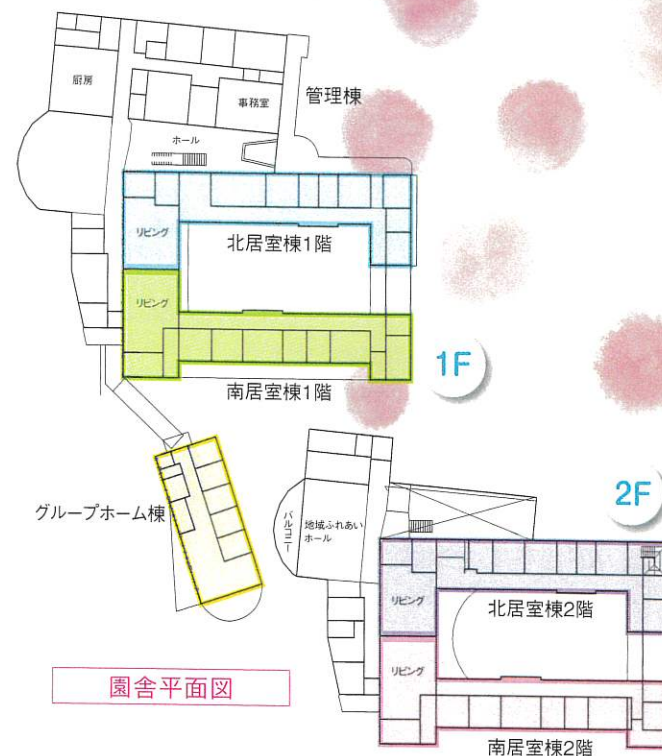 厨房
事務室
管理棟
ホール
リビング
北居室棟1階
リビング
1F
南居室棟1階
グループホーム棟
2F
バルコニー
地域ふれあい
ホール
リビング
北居室棟2階
リビング
園舎平面図
南居室棟2階